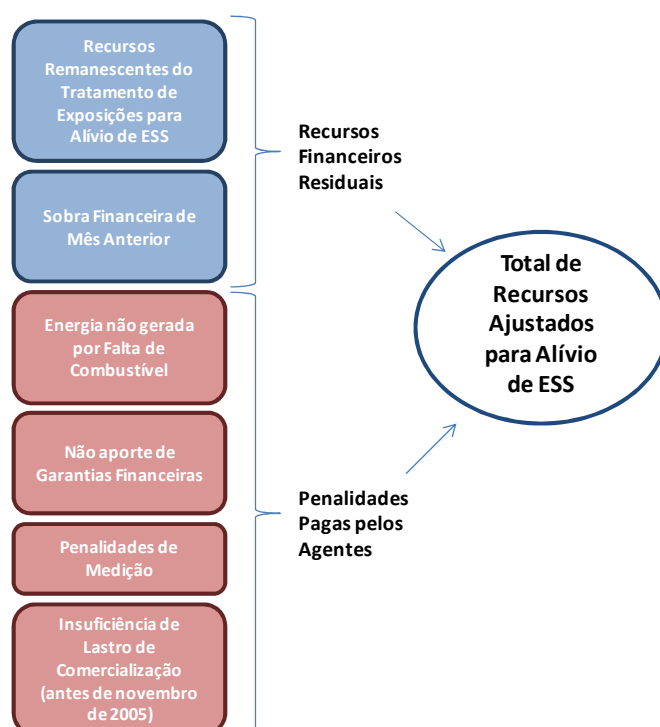 Recursos
Remanescentes do
Tratamento de
Exposições para
Alívio de ESS
Sobra Financeira de
Mês Anterior
Recursos
Financeiros
Residuais
Energia não gerada
por Falta de
Combustível
Não aporte de
Garantias Financeiras
Penalidades de
Medição
Insuficiência de
Lastro de
Comercialização
(antes de novembro
de 2005)
Penalidades
Pagas pelos
Agentes
Total de
Recursos
Ajustados
para Alívio
de ESS